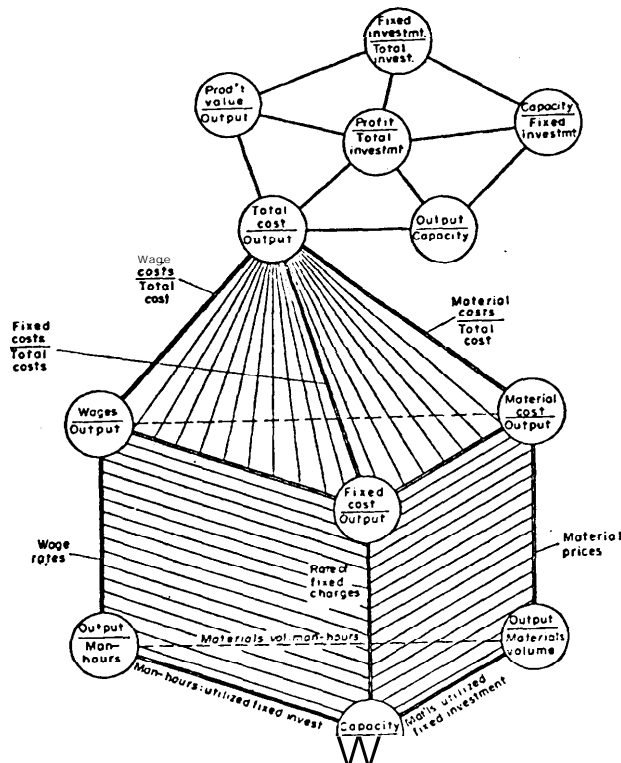 Fixed
investmt.
Total
invest.
Prod't
value
Output
Capacity
Fixed
Investmt
Profit
Total
investmt
Total
cost
Output
Output
Capacity
Wage
costs
Total
cost
Material
costs
Total
cost
Fixed
costs
Total
costs
Wages
Output
Material
cost
Output
Fixed
cost
Output
Wage
rates
Rate of
fixed
charges
Material
prices
Output
Man-
hours
Materials vol:man-hours
Output
Materials
volume
Man-hours:utilized fixed invest
Mat'ls utilized
fixed investment
Capacity